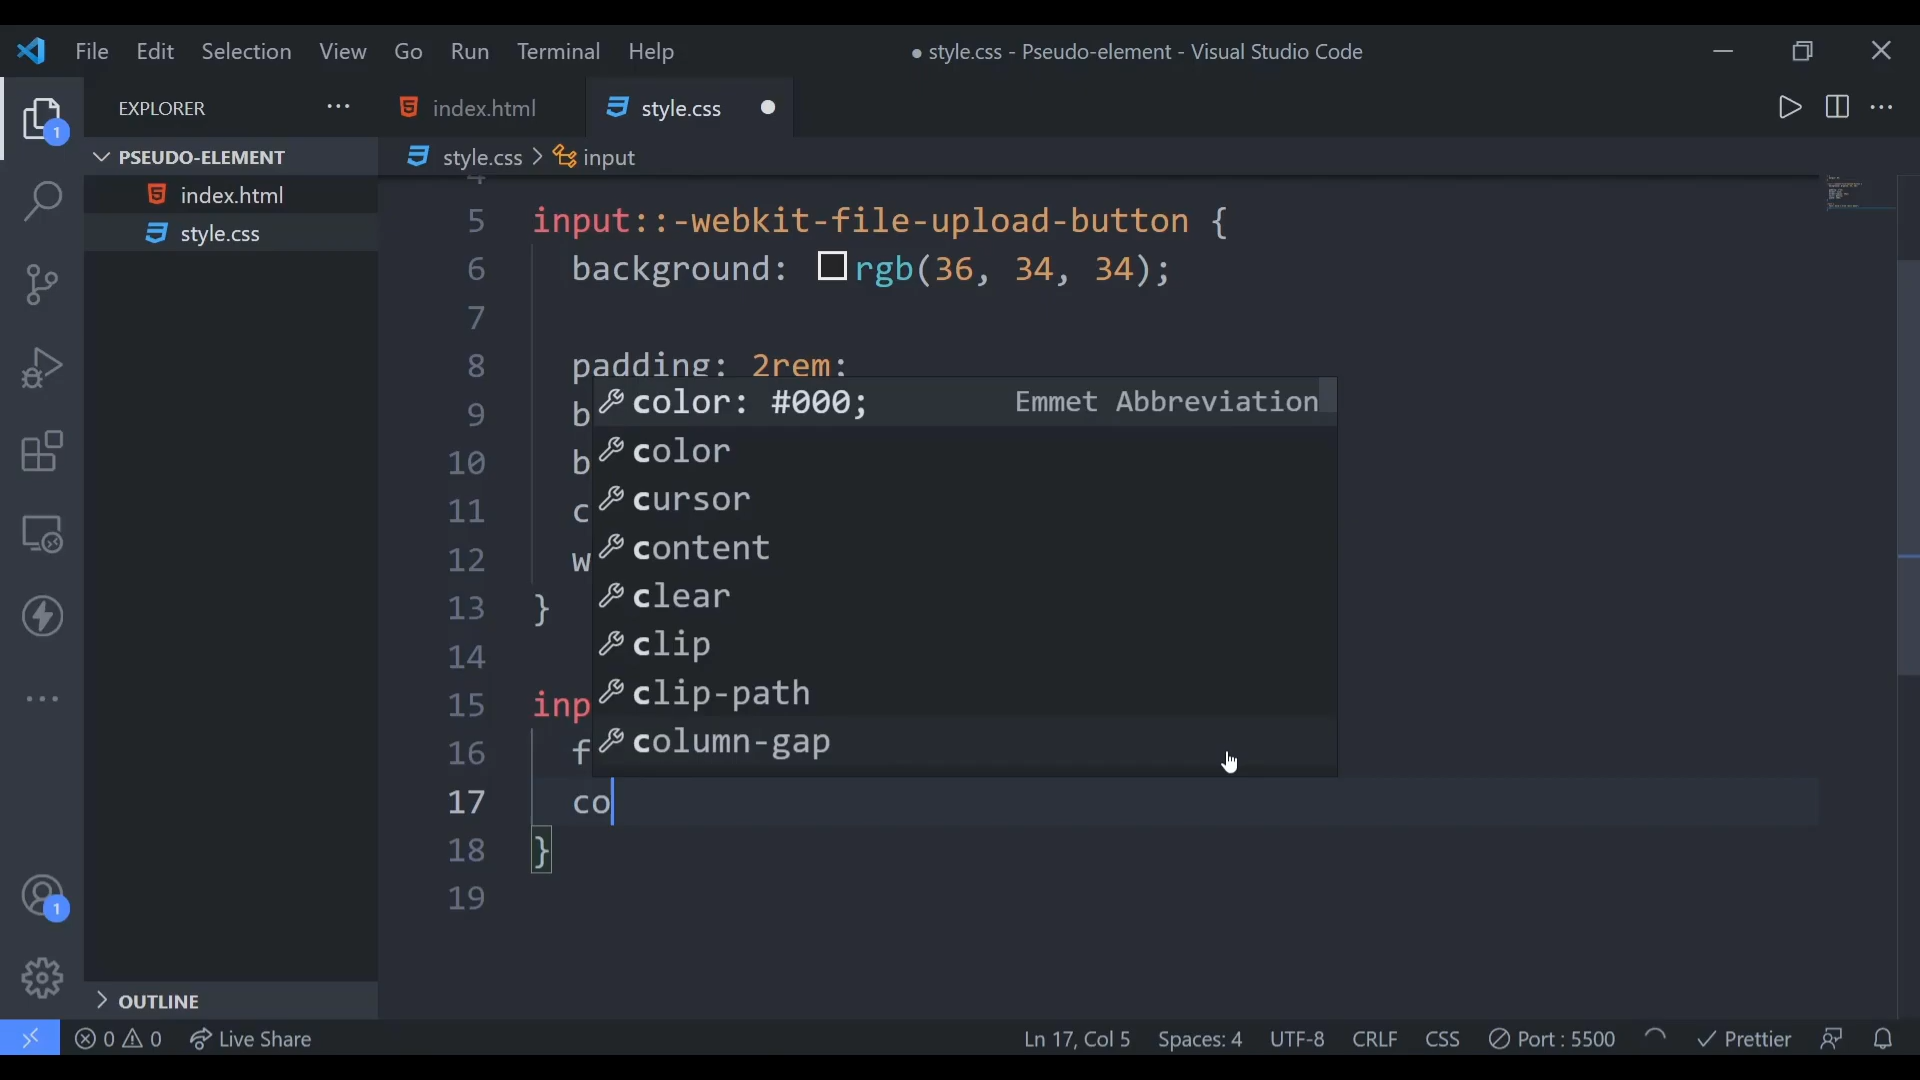 File Edit Selection View Go Run Terminal Help
● style.css - Pseudo-element - Visual Studio Code
EXPLORER
index.html
style.css
1
PSEUDO-ELEMENT
style.css > input
index.html
style.css
5 input::-webkit-file-upload-button {
6 background: rgb(36, 34, 34);
7
8 padding: 2rem;
9 b
10 b
11 c
12 w
13 }
14
15 inp
16 f
17 co
18 }
19
color: #000; Emmet Abbreviation
color
cursor
content
clear
clip
clip-path
column-gap
1
OUTLINE
0 0 Live Share
Ln 17, Col 5 Spaces: 4 UTF-8 CRLF CSS Port : 5500 Prettier